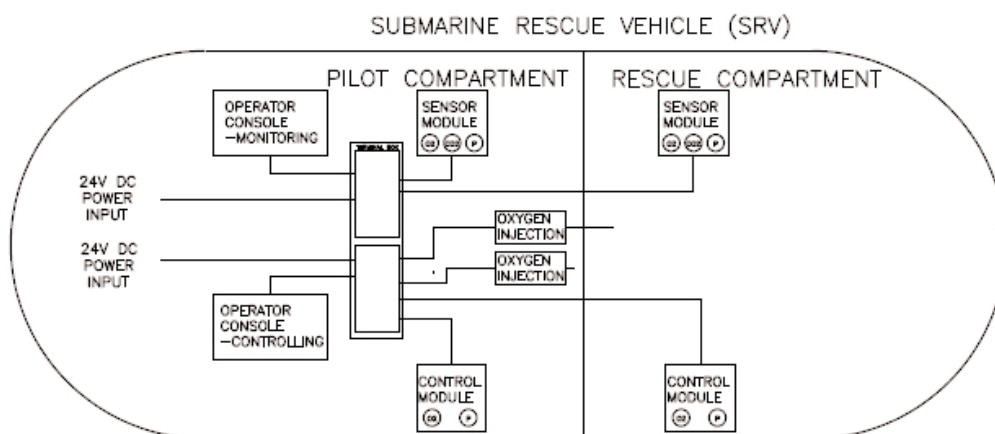 SUBMARINE RESCUE VEHICLE (SRV)
PILOT COMPARTMENT
RESCUE COMPARTMENT
OPERATOR
CONSOLE
-MONITORING
SENSOR
MODULE
P
SENSOR
MODULE
P
24V DC
POWER
INPUT
OXYGEN
INJECTION
24V DC
POWER
INPUT
OXYGEN
INJECTION
OPERATOR
CONSOLE
-CONTROLLING
CONTROL
MODULE
P
CONTROL
MODULE
O2 P